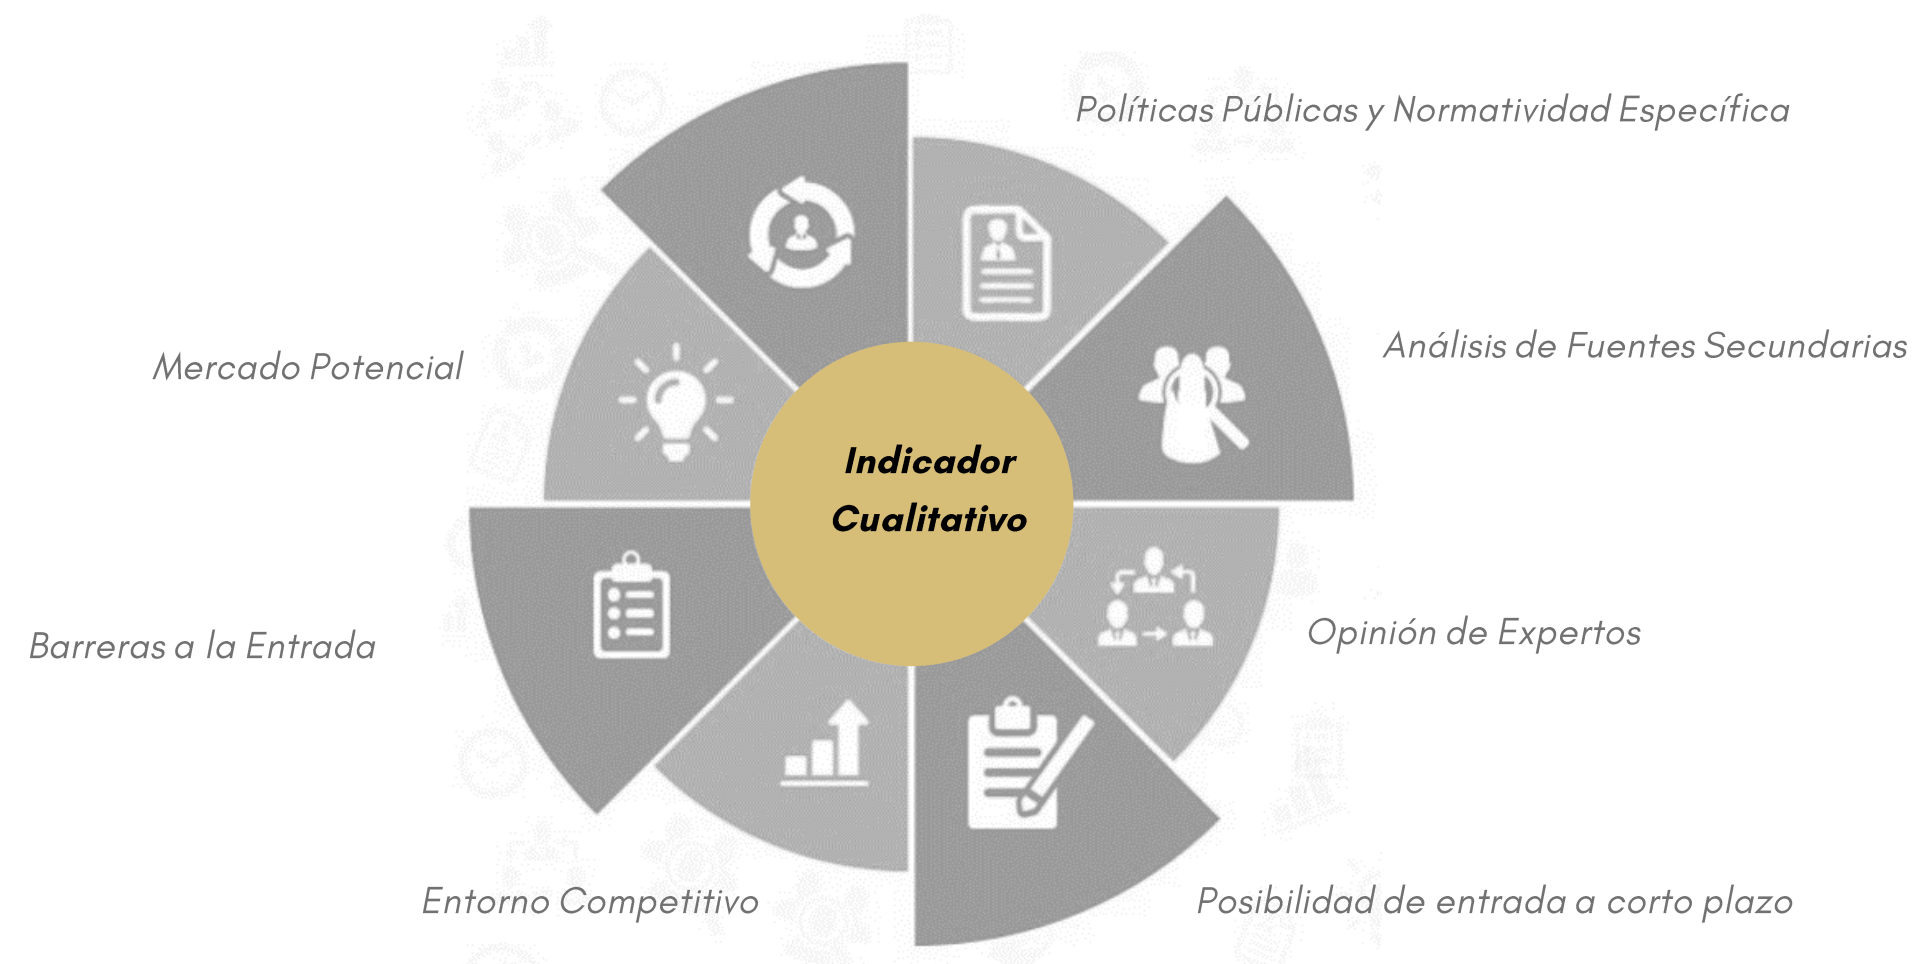 Políticas Públicas y Normatividad Específica
Análisis de Fuentes Secundarias
Mercado Potencial
Indicador
Cualitativo
Opinión de Expertos
Barreras a la Entrada
Entorno Competitivo
Posibilidad de entrada a corto plazo